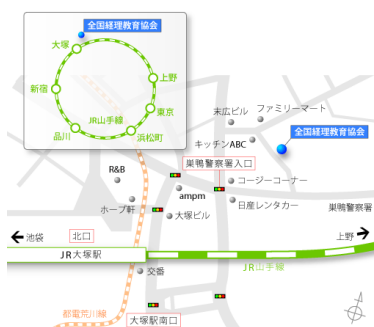 全国経理教育協会
大塚
上野
新宿
東京
JR山手線
品川
浜松町
末広ビル
ファミリーマート
全国経理教育協会
キッチンABC
巣鴨警察署入口
R&B
コージーコーナー
ampm
ホープ軒
日産レンタカー
大塚ビル
巣鴨警察署
池袋
北口
上野
JR大塚駅
JR山手線
交番
都電荒川線
大塚駅南口